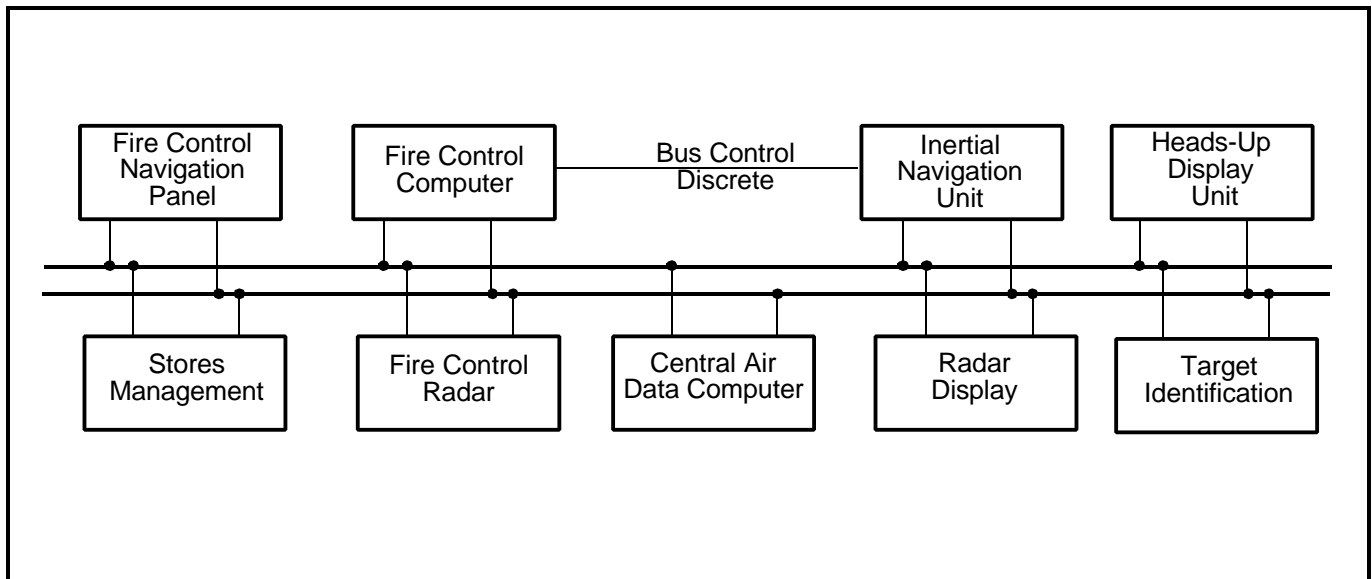 Fire Control
Navigation
Panel
Fire Control
Computer
Bus Control
Discrete
Inertial
Navigation
Unit
Heads-Up
Display
Unit
Stores
Management
Fire Control
Radar
Central Air
Data Computer
Radar
Display
Target
Identification